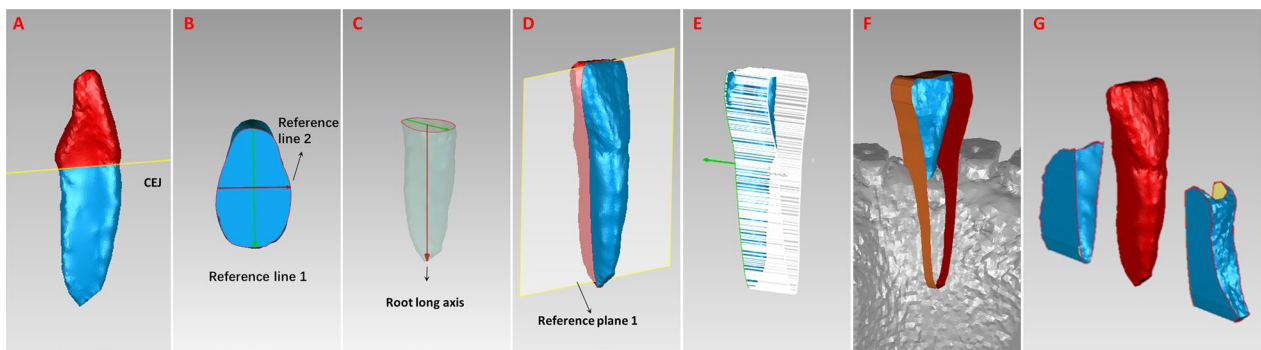 A
B
C
D
E
F
G
CEJ
Reference
line 2
Reference line 1
Root long axis
Reference plane 1